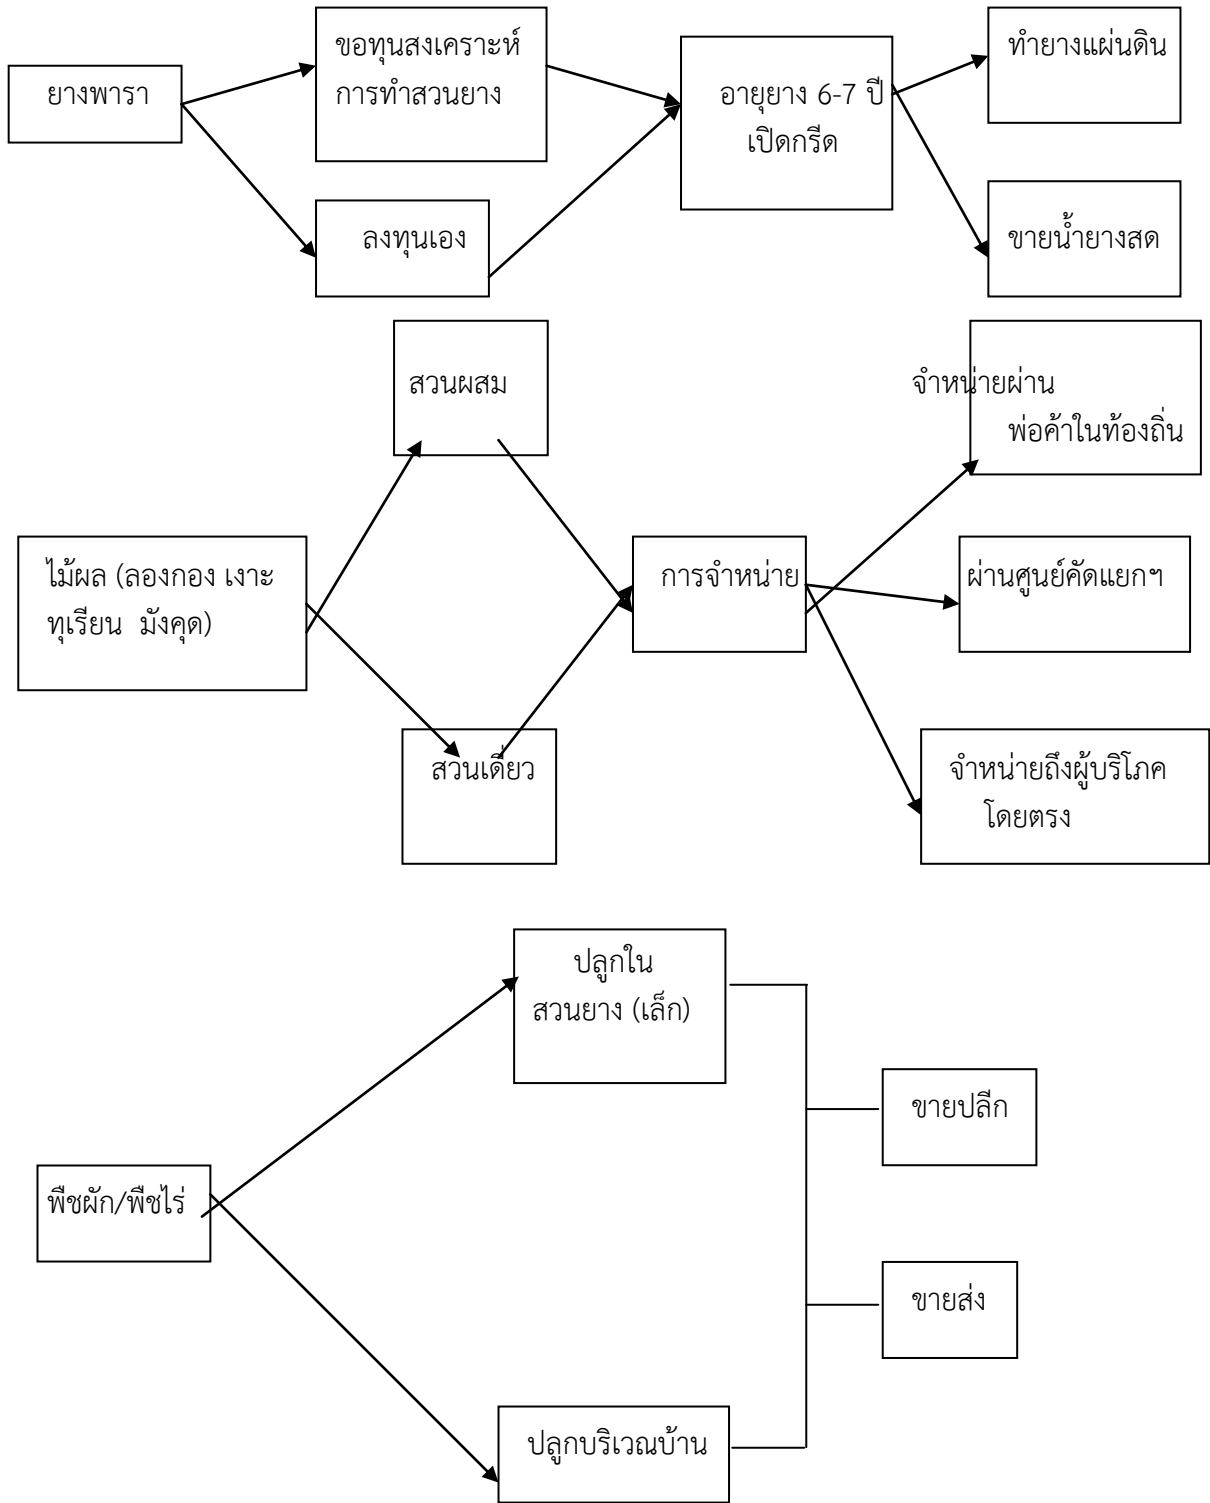 ยางพารา
ขอทุนสงเคราะห์
การทำสวนยาง
ลงทุนเอง
อายุยาง 6-7 ปี
เปิดกรีด
ทำยางแผ่นดิน
ขายน้ำยางสด
ไม้ผล (ลองกอง เงาะ
ทุเรียน มังคุด)
สวนผสม
สวนเดี่ยว
การจำหน่าย
จำหน่ายผ่าน
พ่อค้าในท้องถิ่น
ผ่านศูนย์คัดแยกฯ
จำหน่ายถึงผู้บริโภค
โดยตรง
พืชผัก/พืชไร่
ปลูกใน
สวนยาง (เล็ก)
ปลูกบริเวณบ้าน
ขายปลีก
ขายส่ง